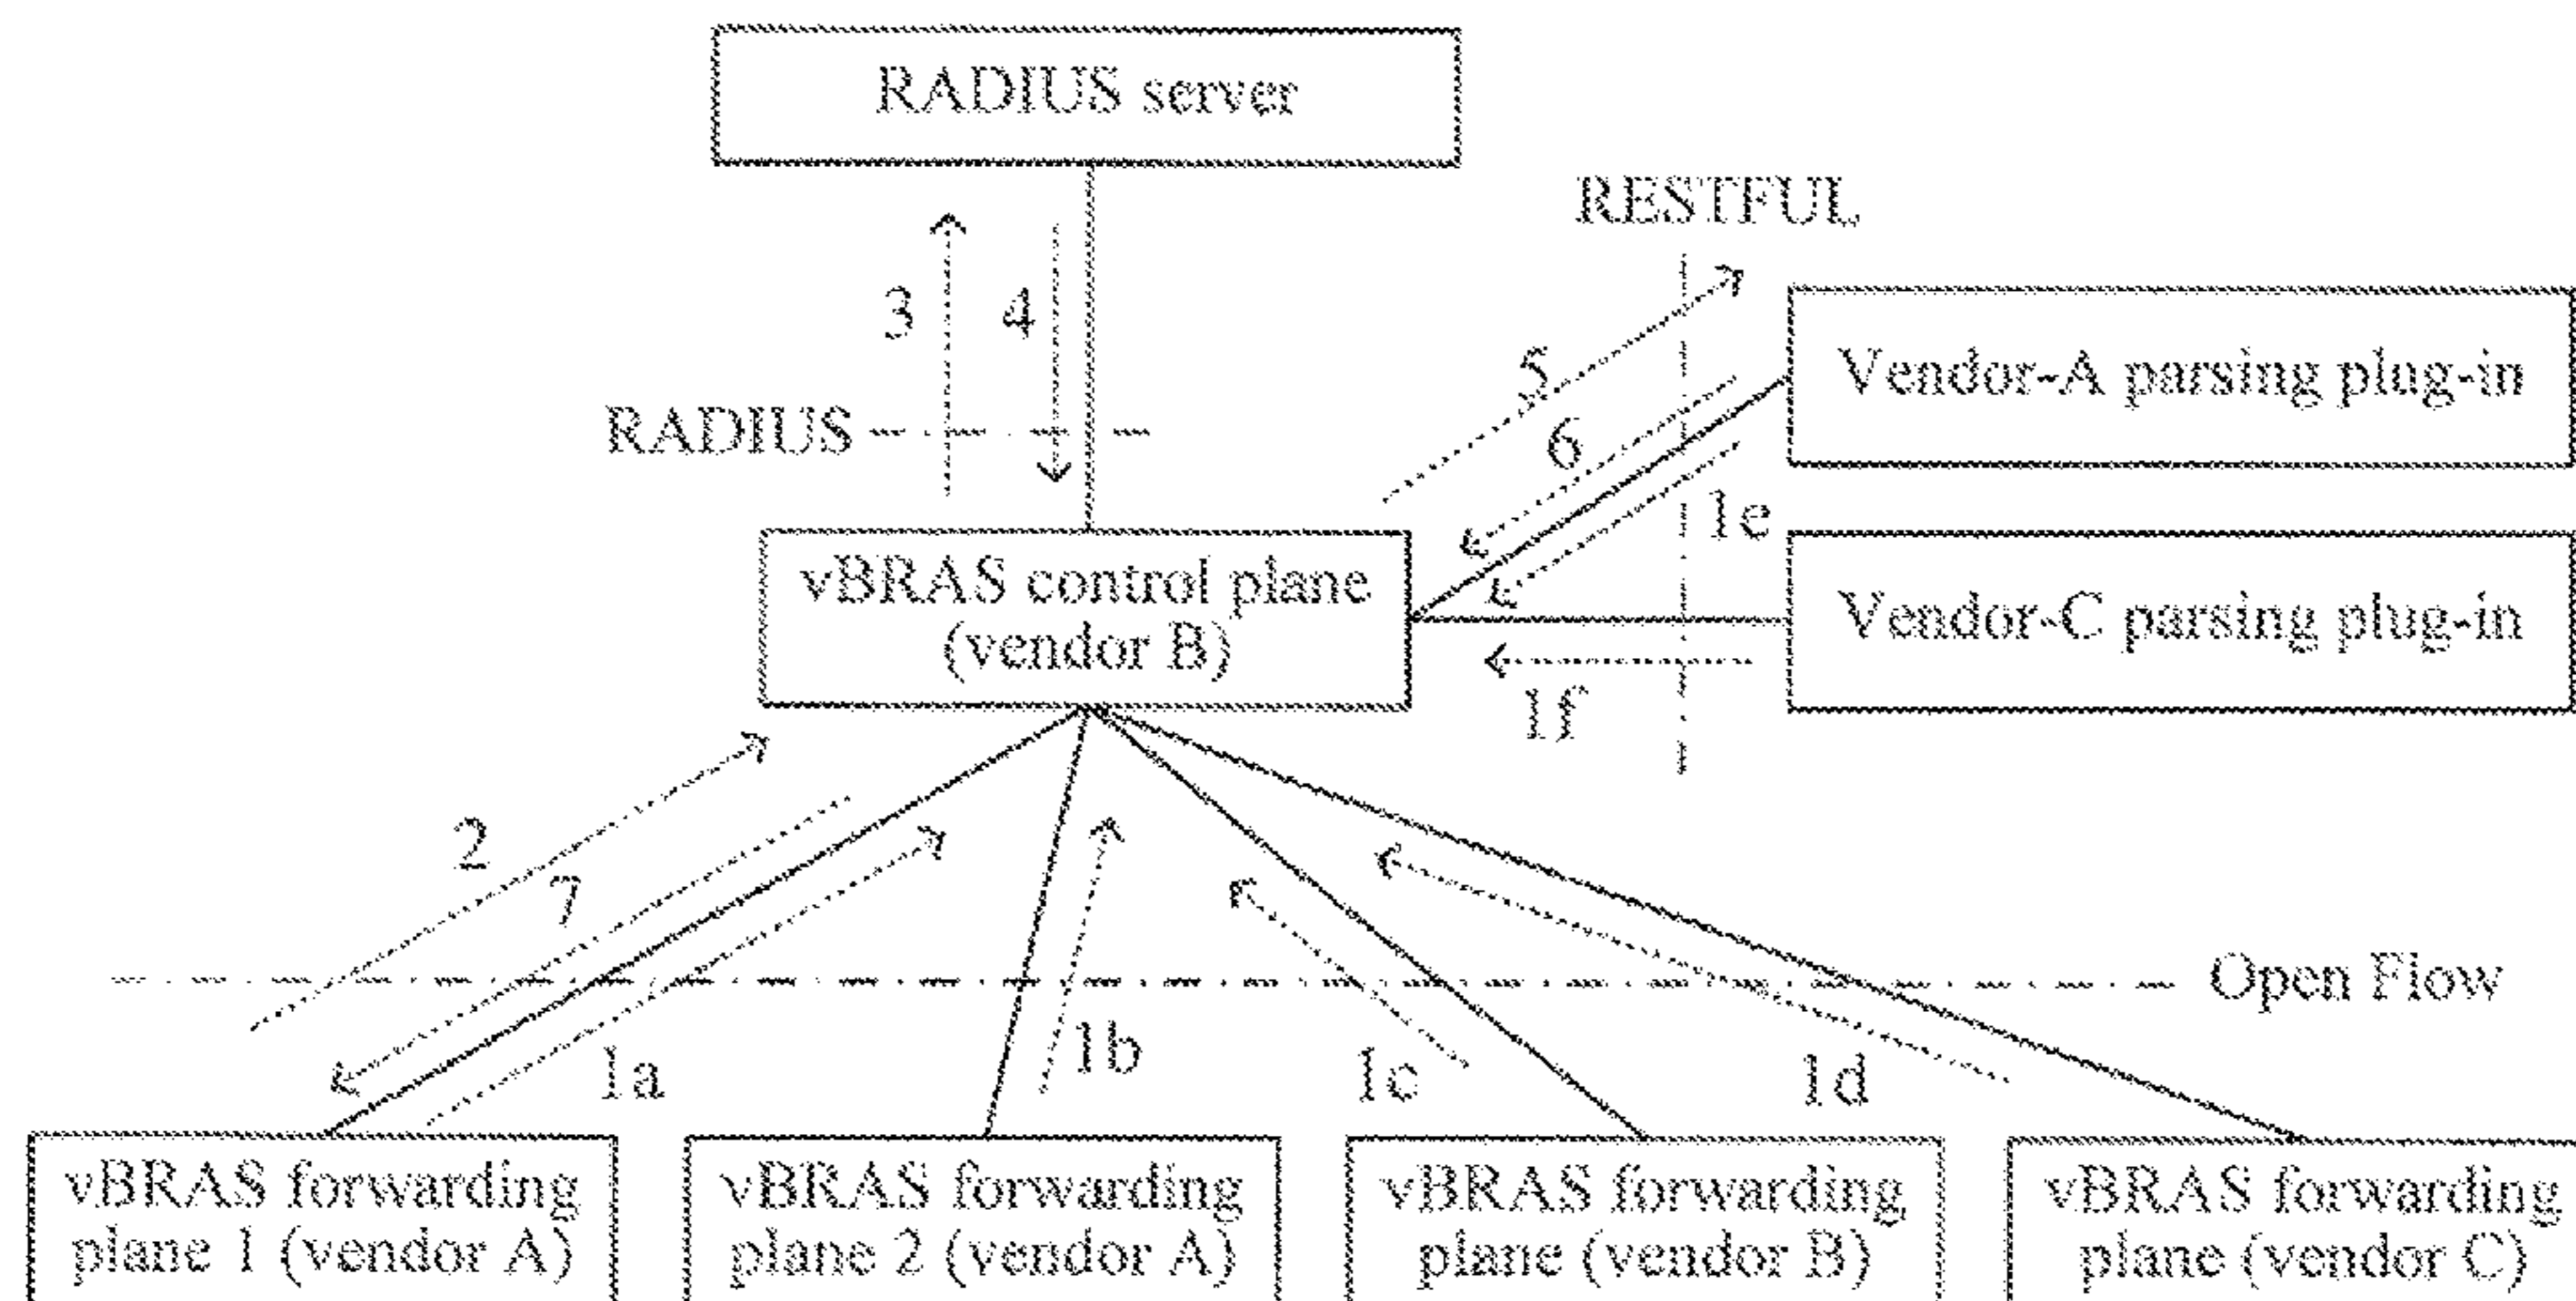 RADIUS server
RESTFUL
3
4
5
Vendor-A parsing plug-in
RADIUS
6
1e
vBRAS control plane
(vendor B)
Vendor-C parsing plug-in
1f
2
7
Open Flow
1a
1b
1c
1d
vBRAS forwarding
plane 1 (vendor A)
vBRAS forwarding
plane 2 (vendor A)
vBRAS forwarding
plane (vendor B)
vBRAS forwarding
plane (vendor C)